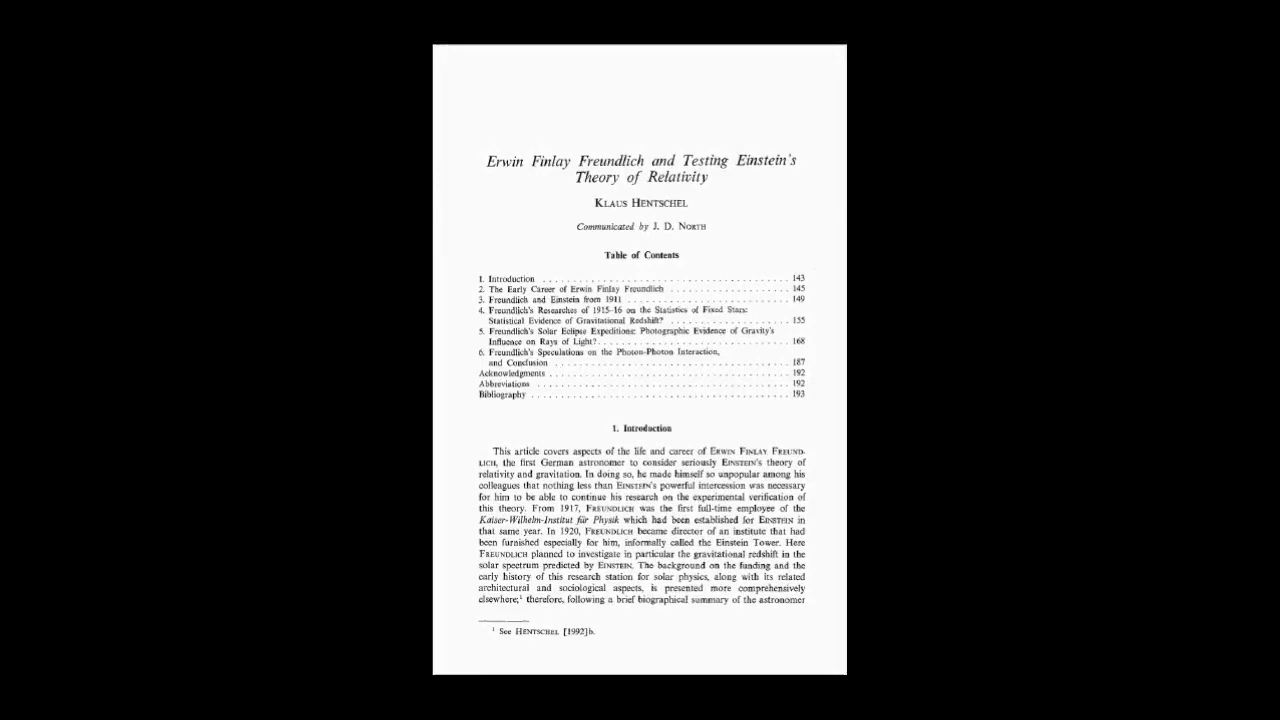 Erwin Finlay Freundlich and Testing Einstein's
Theory of Relativity
KLAUS HENTSCHEL
Communicated by J. D. NORTH
Table of Contents
1. Introduction . . . . . . . . . . . . . . . . . . . . . . . . . . . . . . . . . . . . . . . . 143
2. The Early Career of Erwin Finlay Freundlich . . . . . . . . . . . . . . . . . . . . 145
3. Freundlich and Einstein from 1911 . . . . . . . . . . . . . . . . . . . . . . . . . . 149
4. Freundlich's Researches of 1915–16 on the Statistics of Fixed Stars:
Statistical Evidence of Gravitational Redshift? . . . . . . . . . . . . . . . . . . . . 155
5. Freundlich's Solar Eclipse Expeditions: Photographic Evidence of Gravity's
Influence on Rays of Light? . . . . . . . . . . . . . . . . . . . . . . . . . . . . . . 168
6. Freundlich's Speculations on the Photon-Photon Interaction,
and Conclusion . . . . . . . . . . . . . . . . . . . . . . . . . . . . . . . . . . . . . 187
Acknowledgments . . . . . . . . . . . . . . . . . . . . . . . . . . . . . . . . . . . . . 192
Abbreviations . . . . . . . . . . . . . . . . . . . . . . . . . . . . . . . . . . . . . . . 192
Bibliography . . . . . . . . . . . . . . . . . . . . . . . . . . . . . . . . . . . . . . . . 193
1. Introduction
This article covers aspects of the life and career of ERWIN FINLAY FREUND-
LICH, the first German astronomer to consider seriously EINSTEIN's theory of
relativity and gravitation. In doing so, he made himself so unpopular among his
colleagues that nothing less than EINSTEIN's powerful intercession was necessary
for him to be able to continue his research on the experimental verification of
this theory. From 1917, FREUNDLICH was the first full-time employee of the
Kaiser-Wilhelm-Institut für Physik which had been established for EINSTEIN in
that same year. In 1920, FREUNDLICH became director of an institute that had
been furnished especially for him, informally called the Einstein Tower. Here
FREUNDLICH planned to investigate in particular the gravitational redshift in the
solar spectrum predicted by EINSTEIN. The background on the funding and the
early history of this research station for solar physics, along with its related
architectural and sociological aspects, is presented more comprehensively
elsewhere;¹ therefore, following a brief biographical summary of the astronomer
¹ See HENTSCHEL [1992]b.